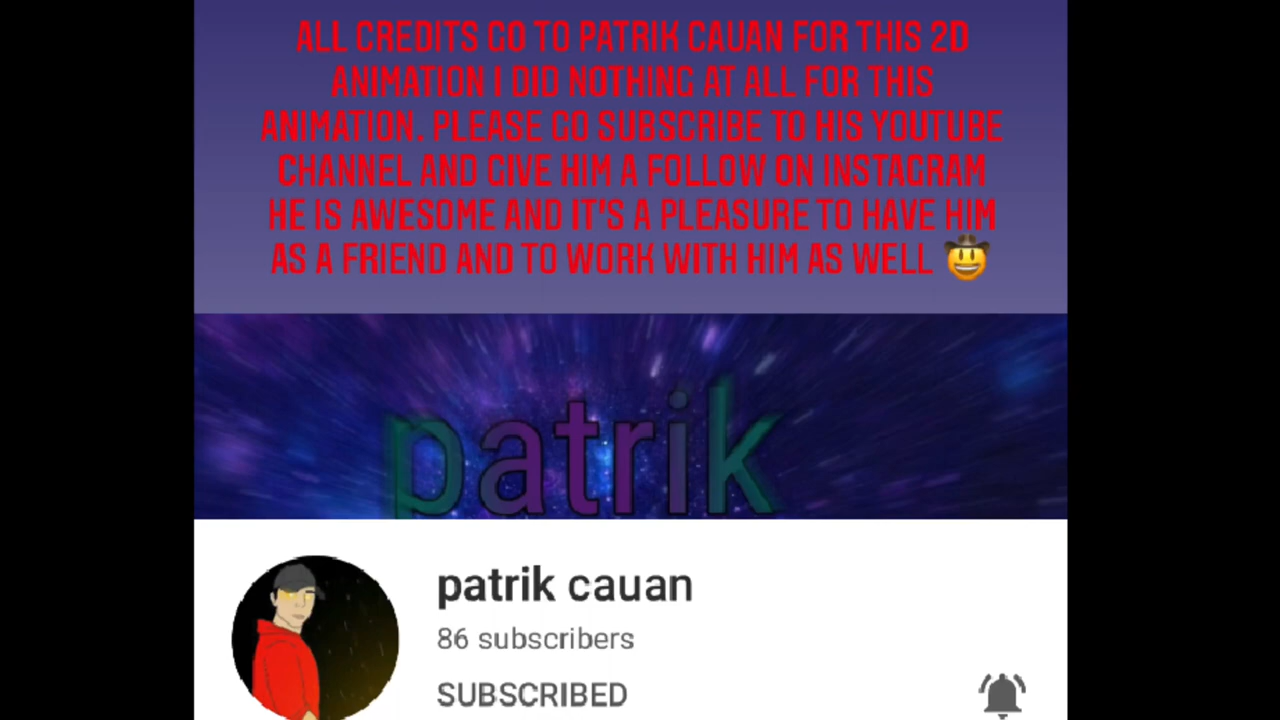 ALL CREDITS GO TO PATRIK CAUAN FOR THIS 2D
ANIMATION I DID NOTHING AT ALL FOR THIS
ANIMATION. PLEASE GO SUBSCRIBE TO HIS YOUTUBE
CHANNEL AND GIVE HIM A FOLLOW ON INSTAGRAM
HE IS AWESOME AND IT'S A PLEASURE TO HAVE HIM
AS A FRIEND AND TO WORK WITH HIM AS WELL 🤠
patrik
patrik cauan
86 subscribers
SUBSCRIBED